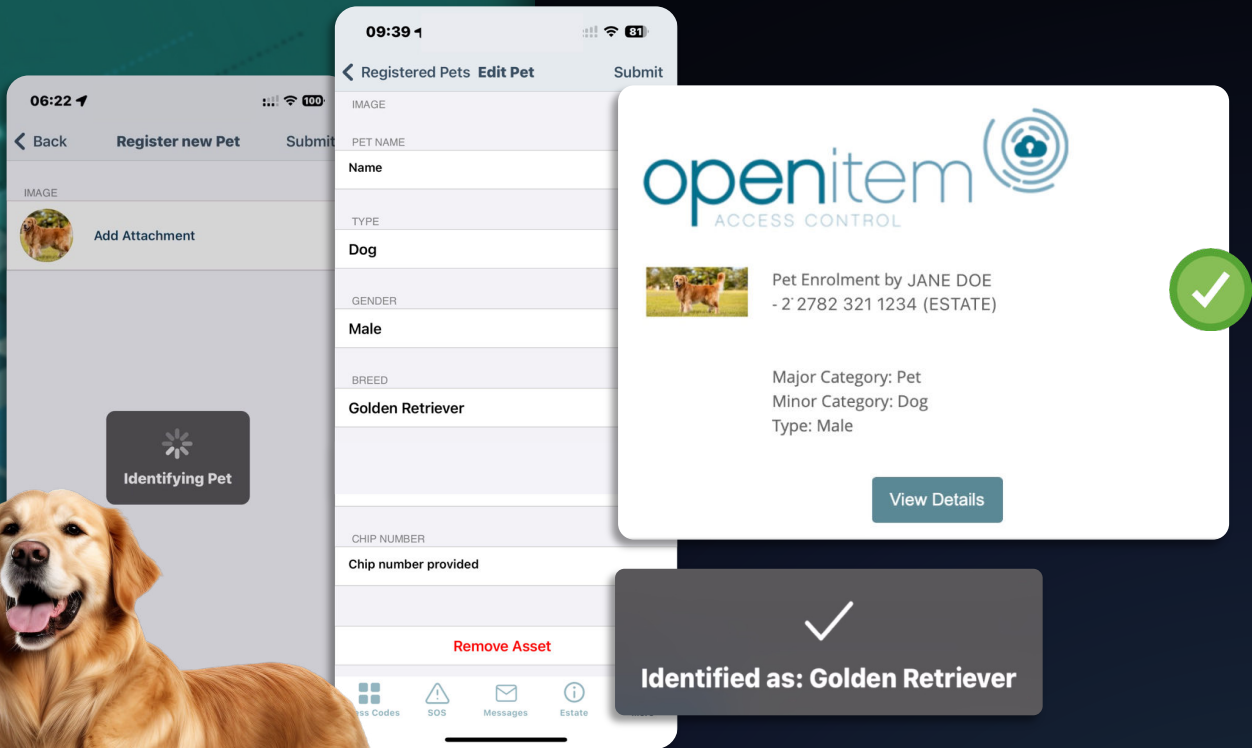 06:22
100
Back
Register new Pet
Submit
IMAGE
Add Attachment
Identifying Pet
09:39
81
Registered Pets
Edit Pet
Submit
IMAGE
PET NAME
Name
TYPE
Dog
GENDER
Male
BREED
Golden Retriever
CHIP NUMBER
Chip number provided
Remove Asset
SOS
Messages
Estate
openitem
ACCESS CONTROL
Pet Enrolment by JANE DOE
- 2 2782 321 1234 (ESTATE)
Major Category: Pet
Minor Category: Dog
Type: Male
View Details
Identified as: Golden Retriever